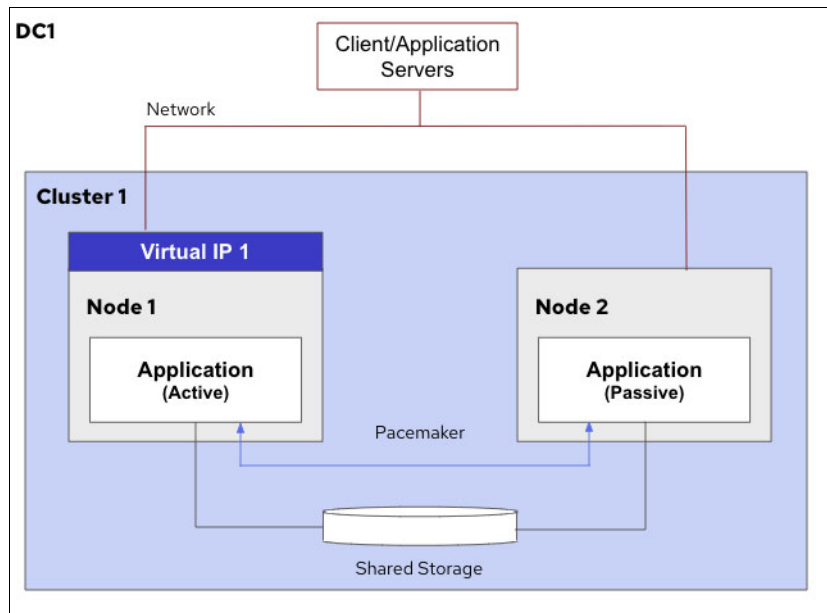 DC1
Client/Application
Servers
Network
Cluster 1
Virtual IP 1
Node 1
Node 2
Application
(Active)
Application
(Passive)
Pacemaker
Shared Storage